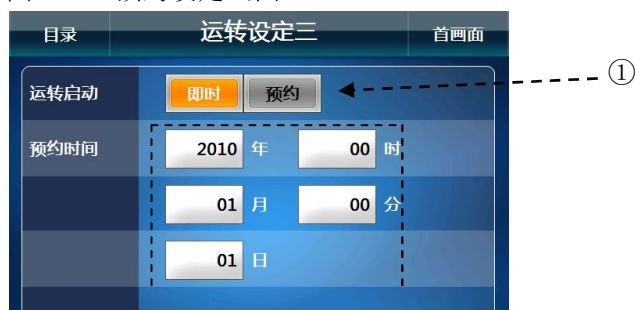 目录 运转设定三 首画面
①
运转启动 即时 预约
预约时间 2010 年 00 时
01 月 00 分
01 日